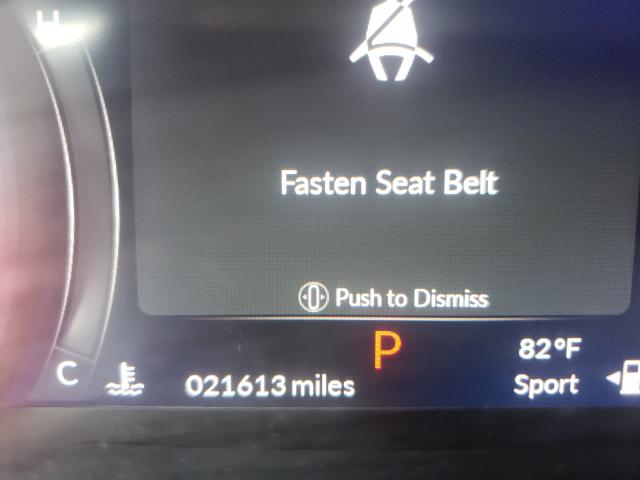 H
Fasten Seat Belt
Push to Dismiss
P
82°F
C
021613 miles
Sport